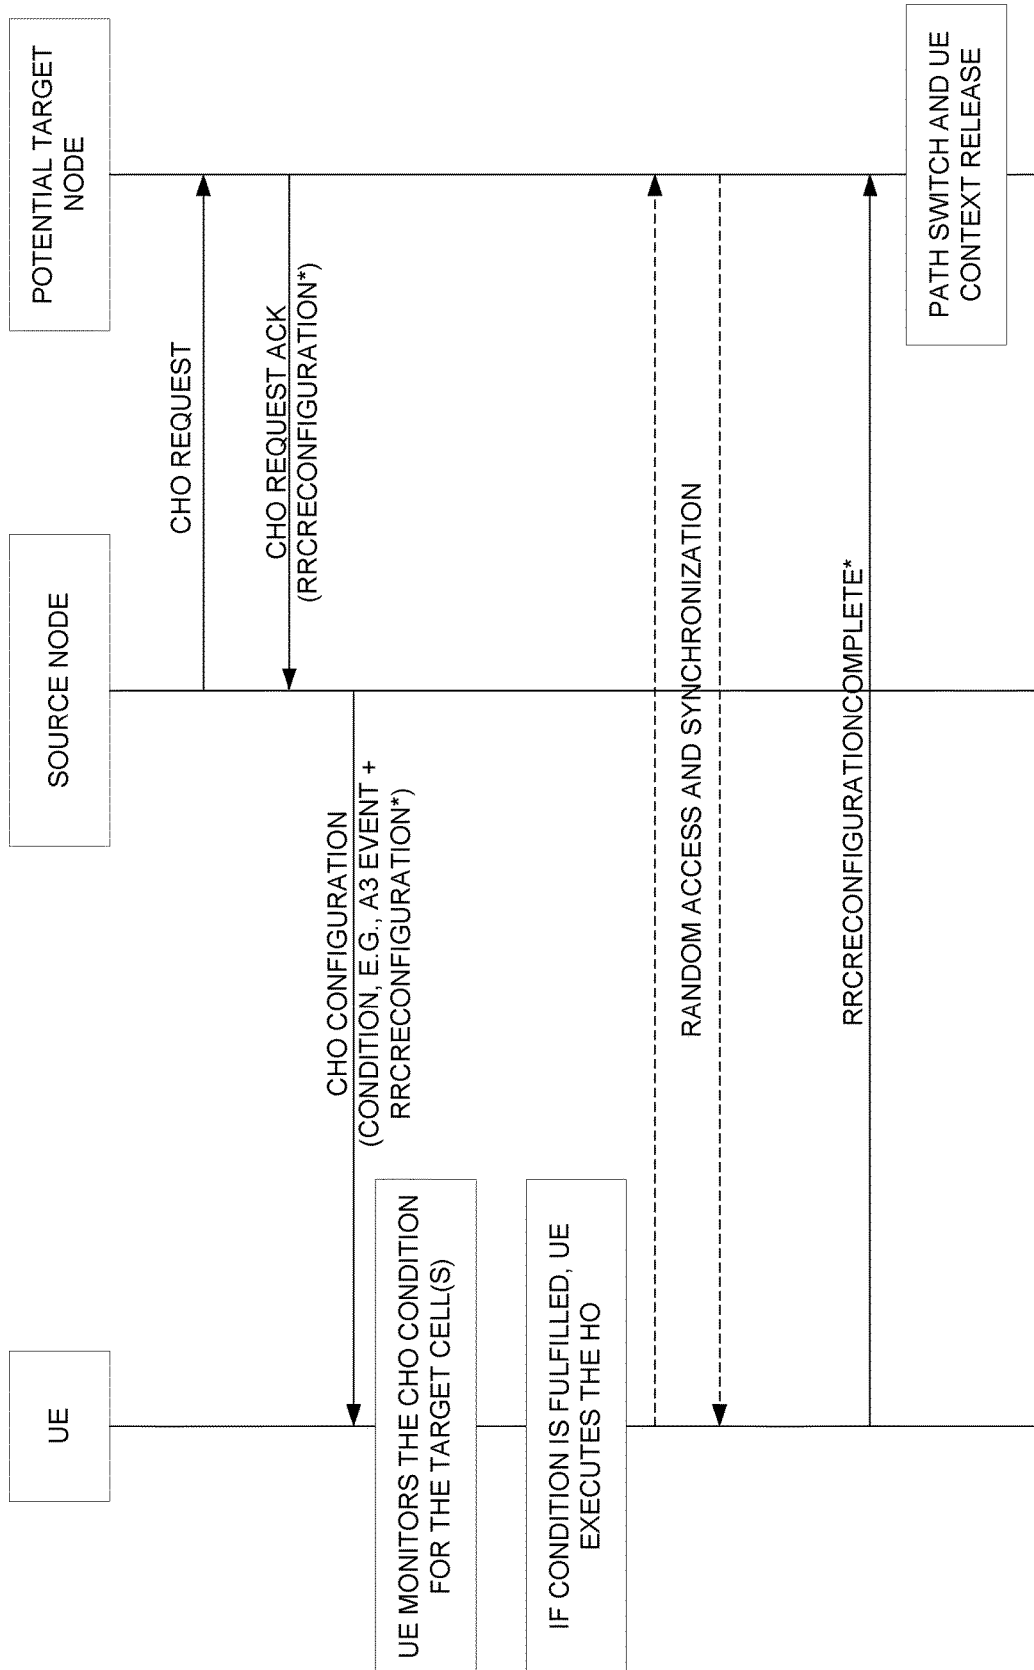 UE
SOURCE NODE
POTENTIAL TARGET
NODE
CHO REQUEST
CHO REQUEST ACK
(RRCRECONFIGURATION*)
CHO CONFIGURATION
(CONDITION, E.G., A3 EVENT +
RRCRECONFIGURATION*)
UE MONITORS THE CHO CONDITION
FOR THE TARGET CELL(S)
IF CONDITION IS FULFILLED, UE
EXECUTES THE HO
RANDOM ACCESS AND SYNCHRONIZATION
RRCRECONFIGURATIONCOMPLETE*
PATH SWITCH AND UE
CONTEXT RELEASE